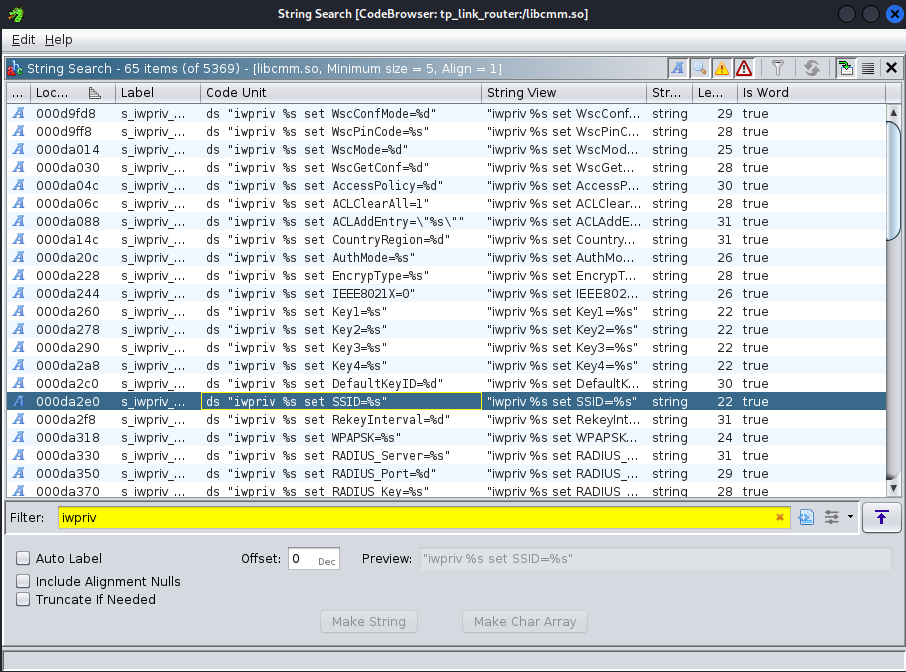 String Search [CodeBrowser: tp_link_router:/libcmm.so]
Edit Help
String Search - 65 items (of 5369) - [libcmm.so, Minimum size = 5, Align = 1]
... Loc... Label Code Unit String View Str... Le... Is Word
A 000d9fd8 s_iwpriv_... ds "iwpriv %s set WscConfMode=%d" "iwpriv %s set WscConf... string 29 true
A 000d9ff8 s_iwpriv_... ds "iwpriv %s set WscPinCode=%s" "iwpriv %s set WscPinC... string 28 true
A 000da014 s_iwpriv_... ds "iwpriv %s set WscMode=%d" "iwpriv %s set WscMod... string 25 true
A 000da030 s_iwpriv_... ds "iwpriv %s set WscGetConf=%d" "iwpriv %s set WscGet... string 28 true
A 000da04c s_iwpriv_... ds "iwpriv %s set AccessPolicy=%d" "iwpriv %s set AccessP... string 30 true
A 000da06c s_iwpriv_... ds "iwpriv %s set ACLClearAll=1" "iwpriv %s set ACLClear... string 28 true
A 000da088 s_iwpriv_... ds "iwpriv %s set ACLAddEntry=\"%s\"" "iwpriv %s set ACLAddE... string 31 true
A 000da14c s_iwpriv_... ds "iwpriv %s set CountryRegion=%d" "iwpriv %s set Country... string 31 true
A 000da20c s_iwpriv_... ds "iwpriv %s set AuthMode=%s" "iwpriv %s set AuthMo... string 26 true
A 000da228 s_iwpriv_... ds "iwpriv %s set EncrypType=%s" "iwpriv %s set EncrypT... string 28 true
A 000da244 s_iwpriv_... ds "iwpriv %s set IEEE8021X=0" "iwpriv %s set IEEE802... string 26 true
A 000da260 s_iwpriv_... ds "iwpriv %s set Key1=%s" "iwpriv %s set Key1=%s" string 22 true
A 000da278 s_iwpriv_... ds "iwpriv %s set Key2=%s" "iwpriv %s set Key2=%s" string 22 true
A 000da290 s_iwpriv_... ds "iwpriv %s set Key3=%s" "iwpriv %s set Key3=%s" string 22 true
A 000da2a8 s_iwpriv_... ds "iwpriv %s set Key4=%s" "iwpriv %s set Key4=%s" string 22 true
A 000da2c0 s_iwpriv_... ds "iwpriv %s set DefaultKeyID=%d" "iwpriv %s set DefaultK... string 30 true
A 000da2e0 s_iwpriv_... ds "iwpriv %s set SSID=%s" "iwpriv %s set SSID=%s" string 22 true
A 000da2f8 s_iwpriv_... ds "iwpriv %s set RekeyInterval=%d" "iwpriv %s set RekeyInt... string 31 true
A 000da318 s_iwpriv_... ds "iwpriv %s set WPAPSK=%s" "iwpriv %s set WPAPSK... string 24 true
A 000da330 s_iwpriv_... ds "iwpriv %s set RADIUS_Server=%s" "iwpriv %s set RADIUS_... string 31 true
A 000da350 s_iwpriv_... ds "iwpriv %s set RADIUS_Port=%d" "iwpriv %s set RADIUS_... string 29 true
A 000da370 s_iwpriv_... ds "iwpriv %s set RADIUS_Key=%s" "iwpriv %s set RADIUS_... string 28 true
Filter: iwpriv
Auto Label Offset: 0 Dec Preview: "iwpriv %s set SSID=%s"
Include Alignment Nulls
Truncate If Needed
Make String Make Char Array